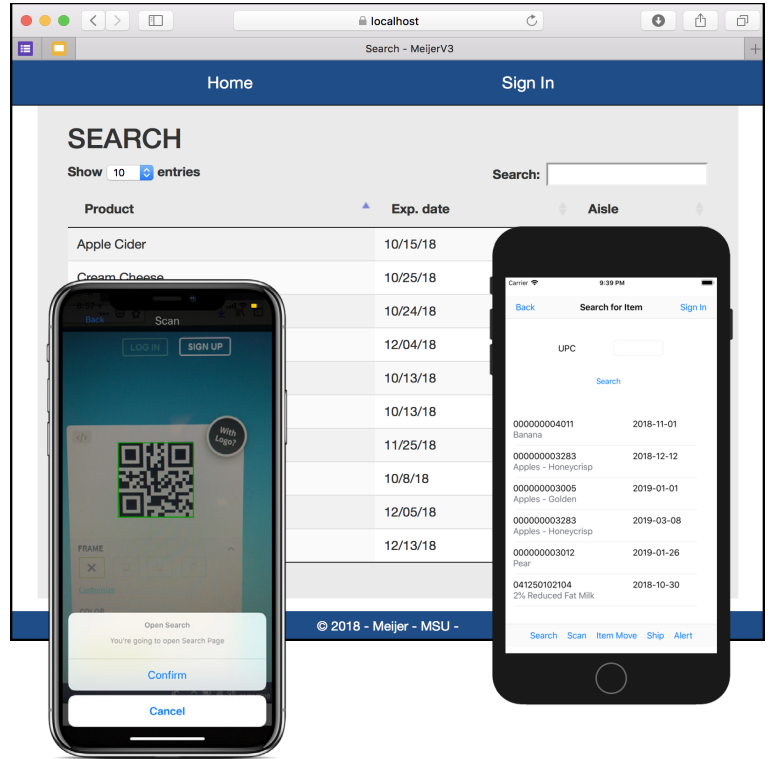 localhost
Search - MeijerV3
Home Sign In
SEARCH
Show 10 entries
Search:
Product Exp. date Aisle
Apple Cider 10/15/18
Cream Cheese 10/25/18
10/24/18
12/04/18
10/13/18
10/13/18
11/25/18
10/8/18
12/05/18
12/13/18
© 2018 - Meijer - MSU -
8:57
Back Scan
LOG IN SIGN UP
With
Logo?
</>
FRAME
COLOR
Open Search
You're going to open Search Page
Confirm
Cancel
Carrier 9:39 PM
Back Search for Item Sign In
UPC
Search
000000004011 2018-11-01
Banana
000000003283 2018-12-12
Apples - Honeycrisp
000000003005 2019-01-01
Apples - Golden
000000003283 2019-03-08
Apples - Honeycrisp
000000003012 2019-01-26
Pear
041250102104 2018-10-30
2% Reduced Fat Milk
Search Scan Item Move Ship Alert